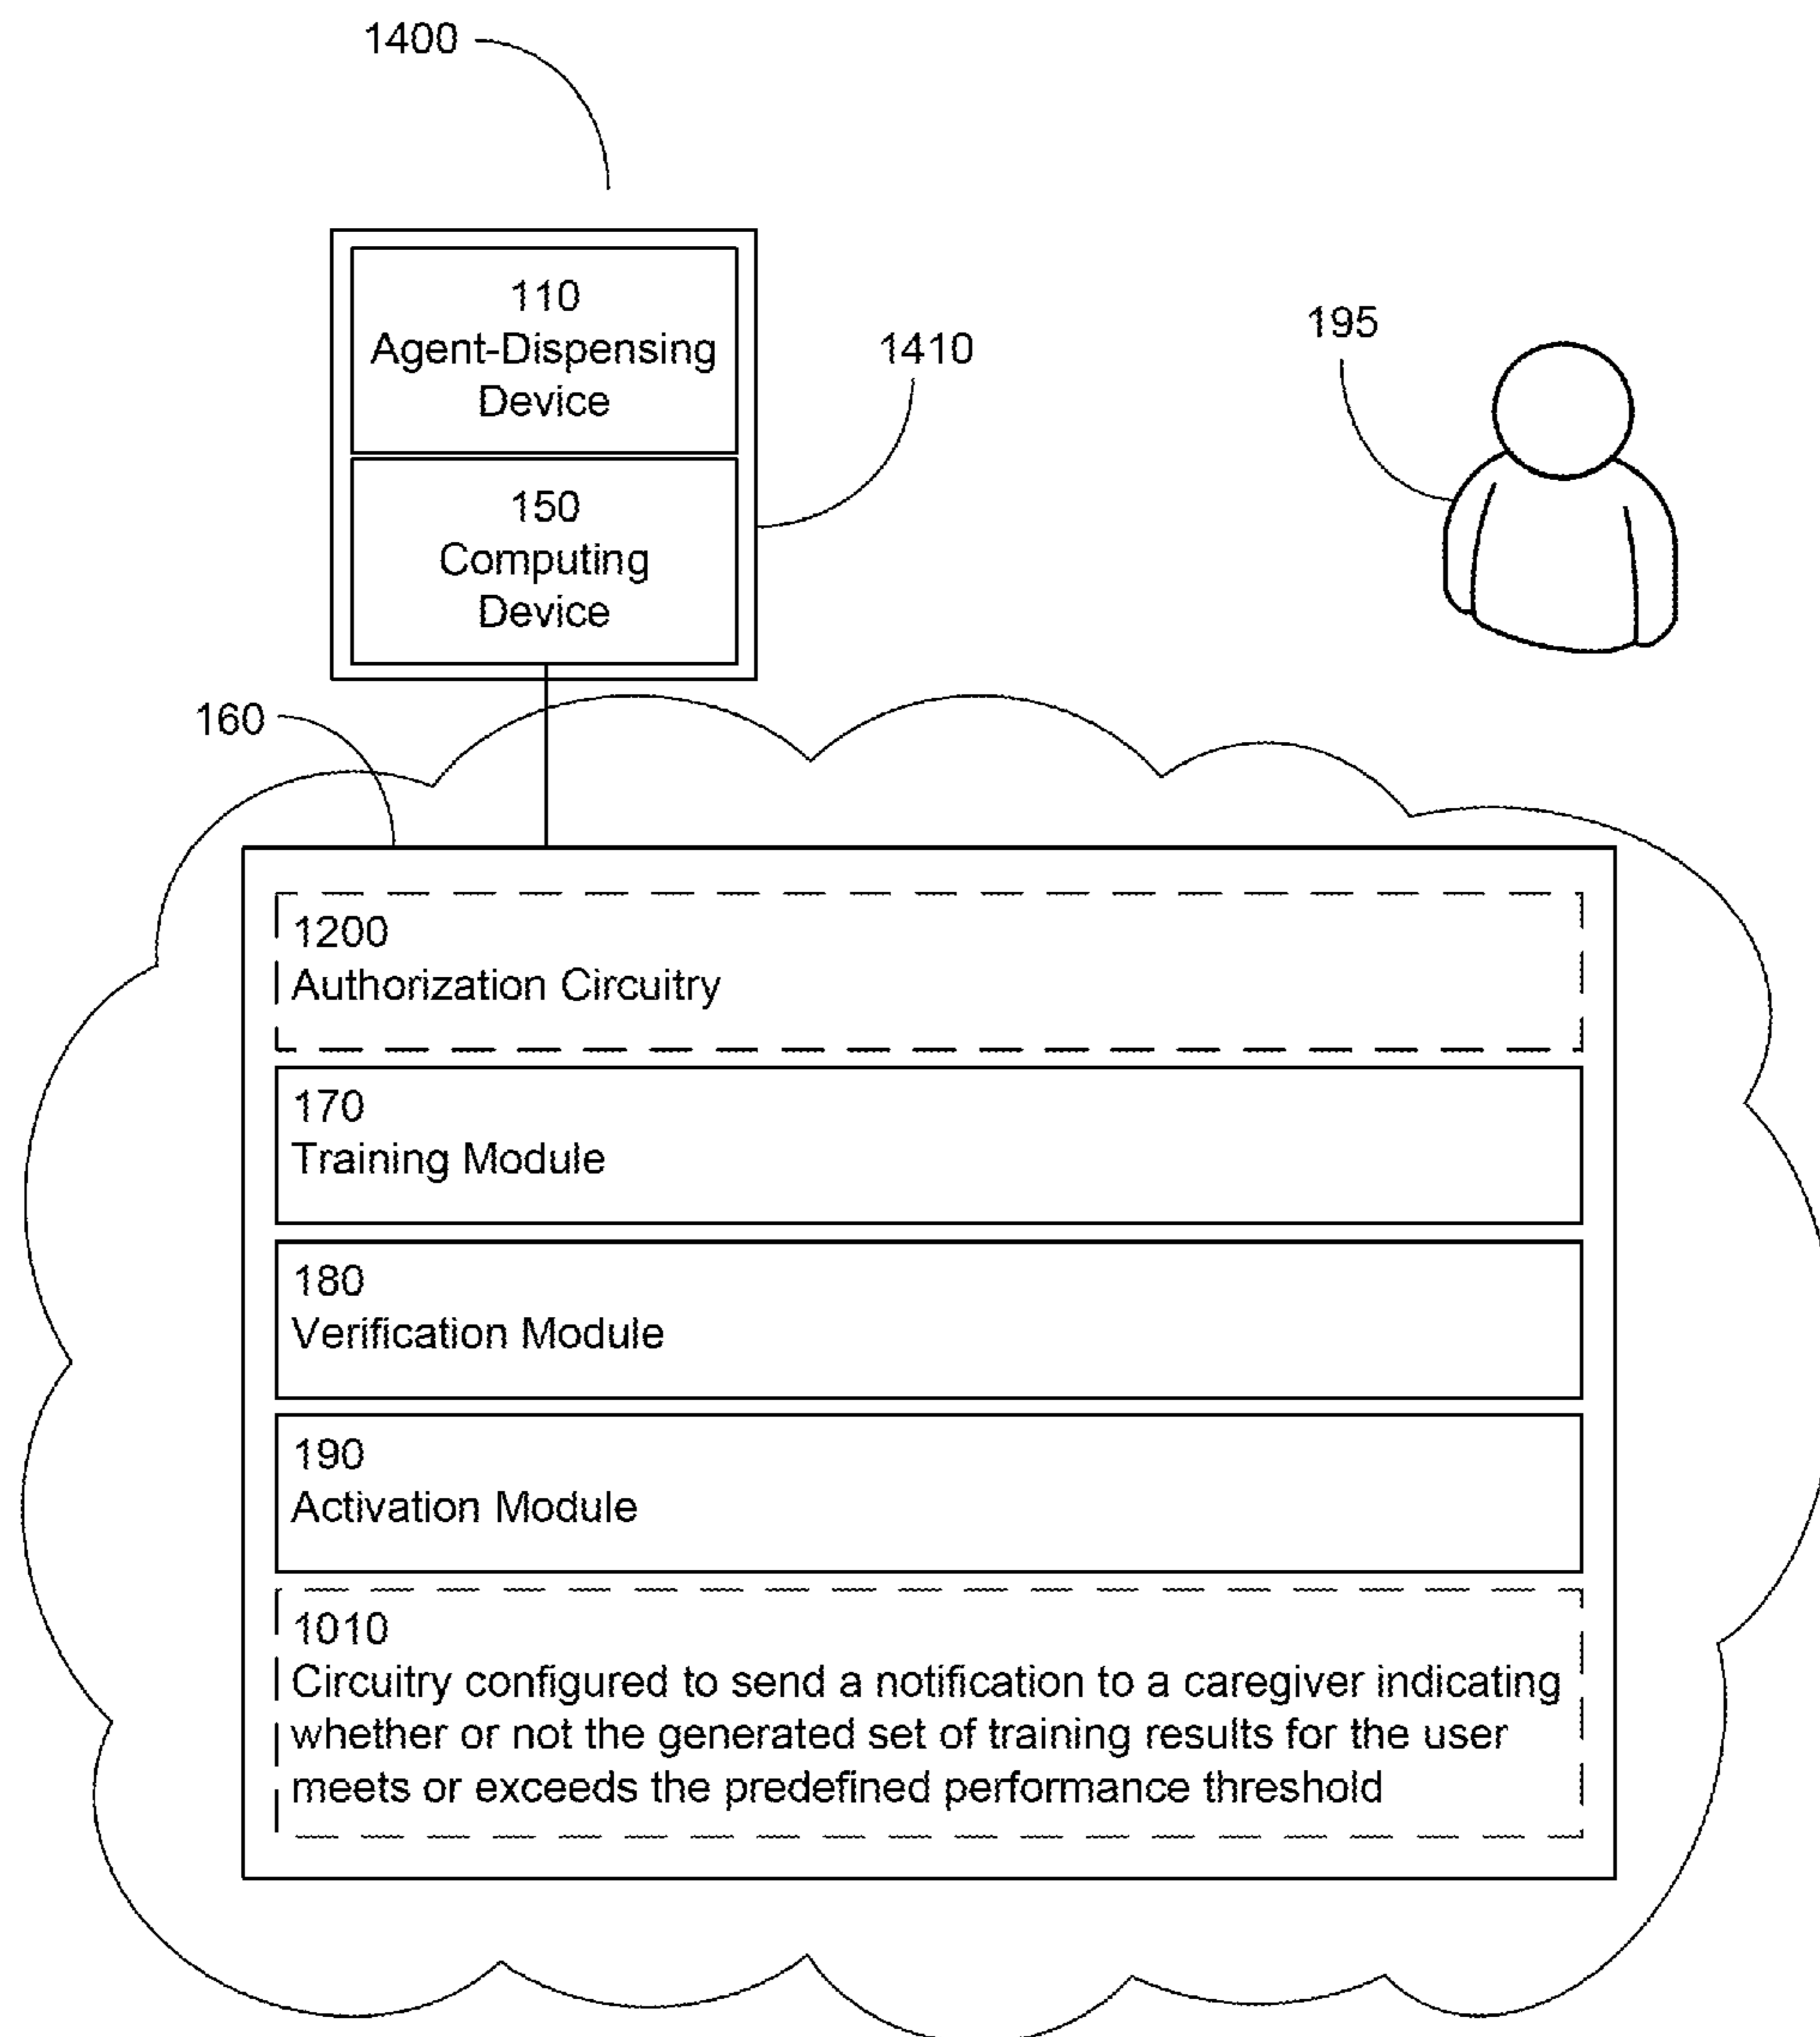 1400
110
Agent-Dispensing
Device
1410
195
150
Computing
Device
160
1200
Authorization Circuitry
170
Training Module
180
Verification Module
190
Activation Module
1010
Circuitry configured to send a notification to a caregiver indicating
whether or not the generated set of training results for the user
meets or exceeds the predefined performance threshold